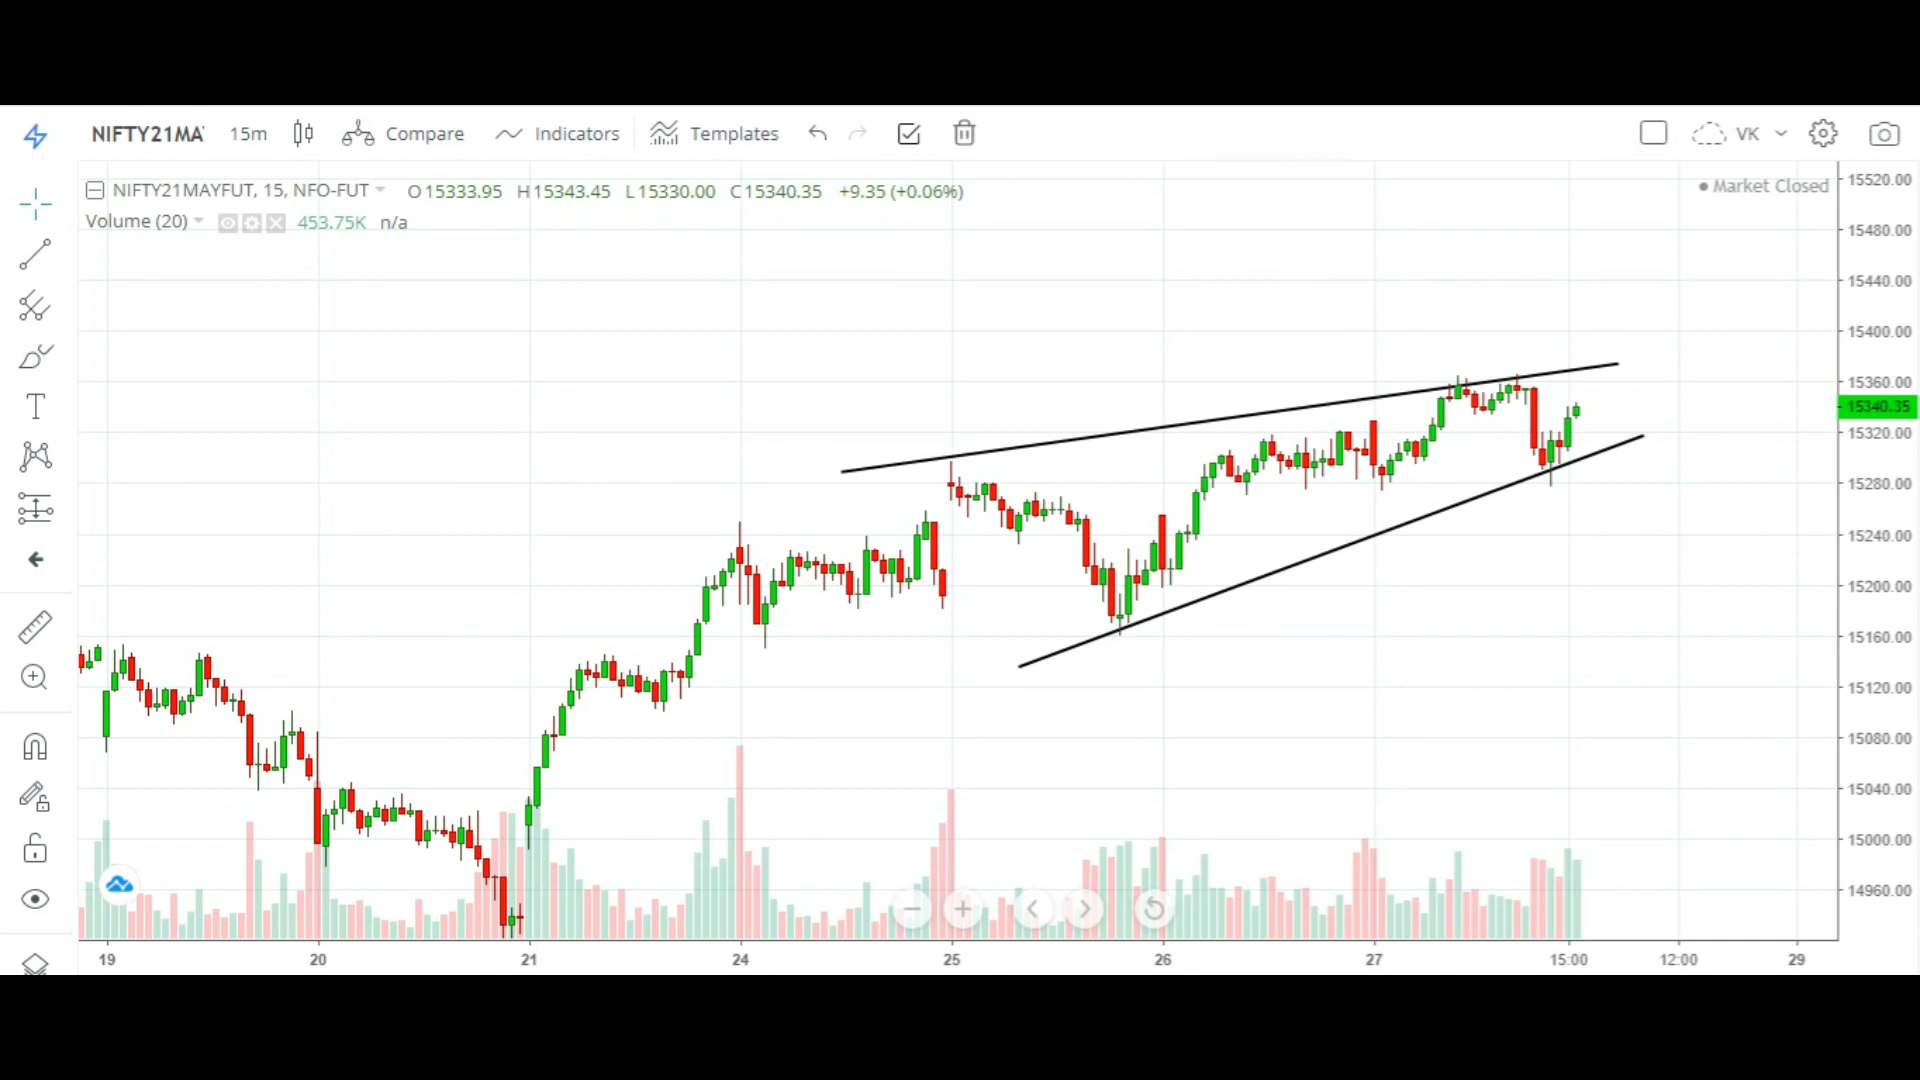 NIFTY21MA 15m Compare Indicators Templates VK
NIFTY21MAYFUT, 15, NFO-FUT O15333.95 H15343.45 L15330.00 C15340.35 +9.35 (+0.06%)
Market Closed
Volume (20) 453.75K n/a
T
15520.00
15480.00
15440.00
15400.00
15360.00
15340.35
15320.00
15280.00
15240.00
15200.00
15160.00
15120.00
15080.00
15040.00
15000.00
14960.00
19 20 21 24 25 26 27 15:00 12:00 29